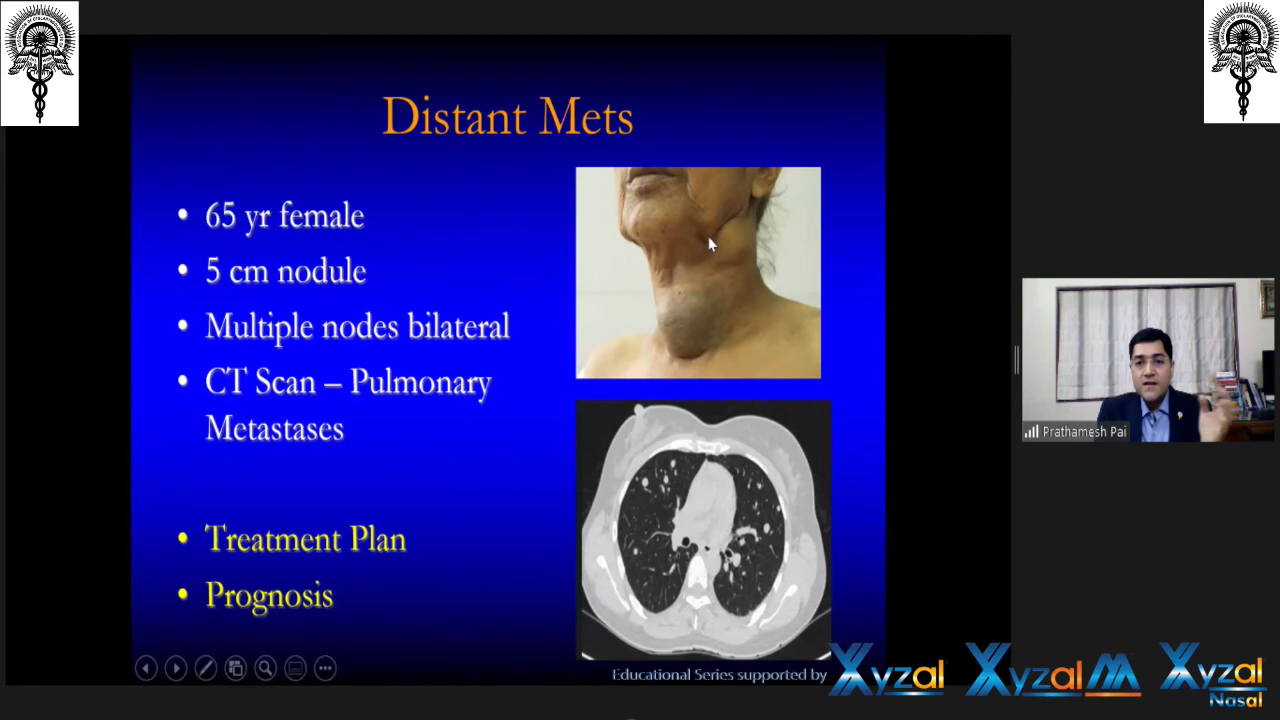 Distant Mets
• 65 yr female
• 5 cm nodule
• Multiple nodes bilateral
• CT Scan – Pulmonary
Metastases
• Treatment Plan
• Prognosis
Prathamesh Pai
Educational Series supported by
Xyzal
Xyzal M
Xyzal
Nasal